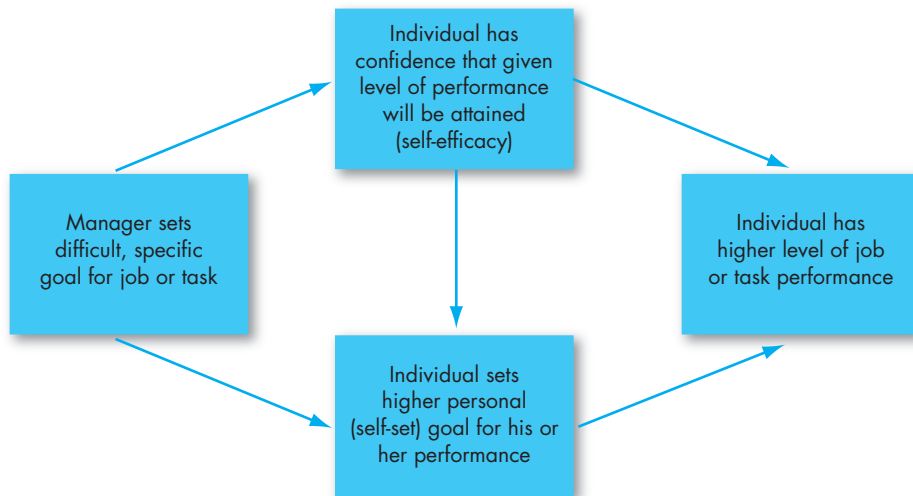 Individual has
confidence that given
level of performance
will be attained
(self-efficacy)
Manager sets
difficult, specific
goal for job or task
Individual has
higher level of job
or task performance
Individual sets
higher personal
(self-set) goal for his or
her performance